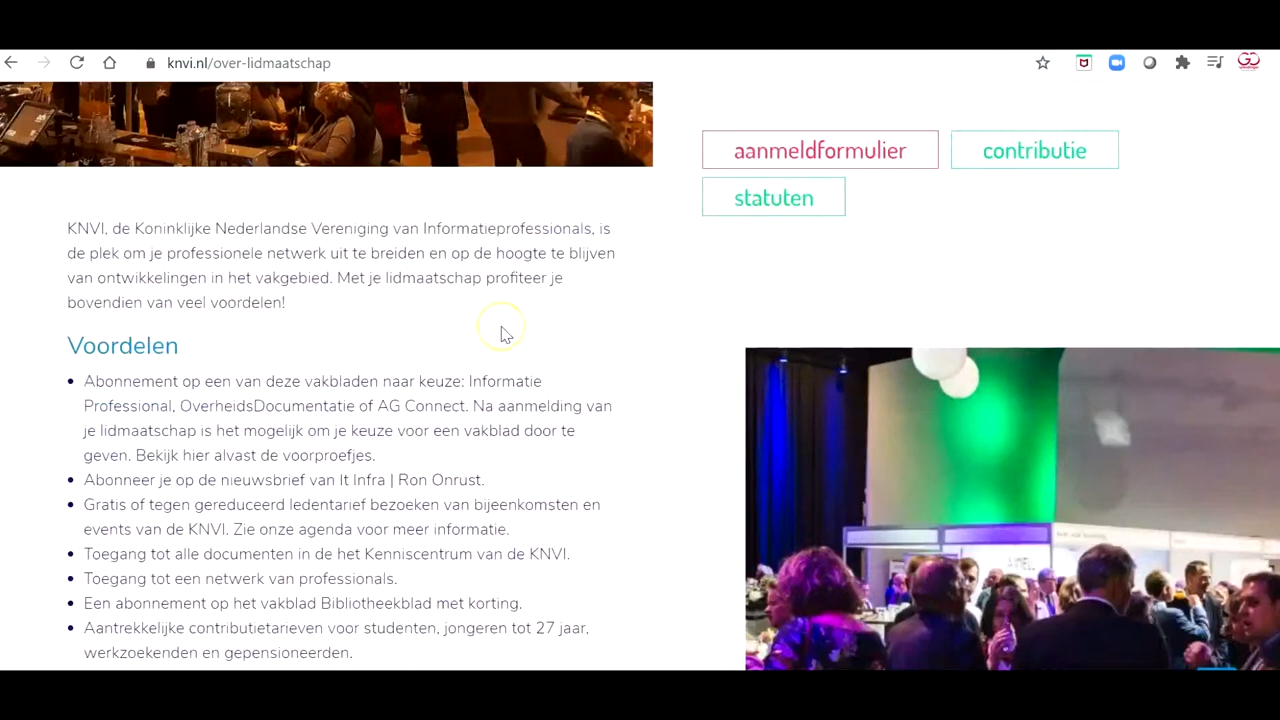 knvi.nl/over-lidmaatschap
aanmeldformulier
contributie
statuten
KNVI, de Koninklijke Nederlandse Vereniging van Informatieprofessionals, is
de plek om je professionele netwerk uit te breiden en op de hoogte te blijven
van ontwikkelingen in het vakgebied. Met je lidmaatschap profiteer je
bovendien van veel voordelen!
Voordelen
Abonnement op een van deze vakbladen naar keuze: Informatie
Professional, OverheidsDocumentatie of AG Connect. Na aanmelding van
je lidmaatschap is het mogelijk om je keuze voor een vakblad door te
geven. Bekijk hier alvast de voorproefjes.
Abonneer je op de nieuwsbrief van It Infra | Ron Onrust.
Gratis of tegen gereduceerd ledentarief bezoeken van bijeenkomsten en
events van de KNVI. Zie onze agenda voor meer informatie.
Toegang tot alle documenten in de het Kenniscentrum van de KNVI.
Toegang tot een netwerk van professionals.
Een abonnement op het vakblad Bibliotheekblad met korting.
Aantrekkelijke contributietarieven voor studenten, jongeren tot 27 jaar,
werkzoekenden en gepensioneerden.